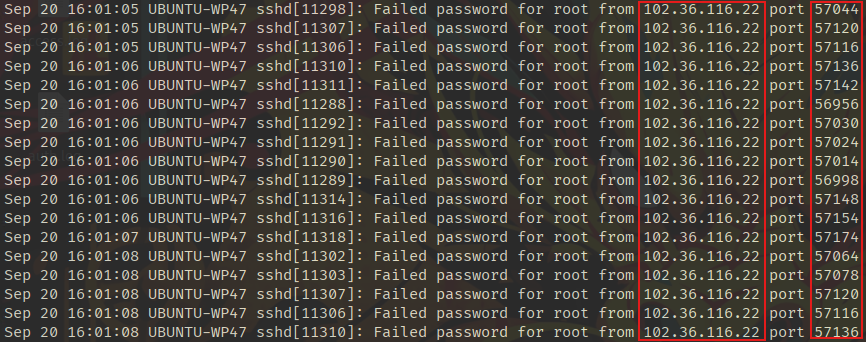 Sep 20 16:01:05 UBUNTU-WP47 sshd[11298]: Failed password for root from 102.36.116.22 port 57044
Sep 20 16:01:05 UBUNTU-WP47 sshd[11307]: Failed password for root from 102.36.116.22 port 57120
Sep 20 16:01:05 UBUNTU-WP47 sshd[11306]: Failed password for root from 102.36.116.22 port 57116
Sep 20 16:01:06 UBUNTU-WP47 sshd[11310]: Failed password for root from 102.36.116.22 port 57136
Sep 20 16:01:06 UBUNTU-WP47 sshd[11311]: Failed password for root from 102.36.116.22 port 57142
Sep 20 16:01:06 UBUNTU-WP47 sshd[11288]: Failed password for root from 102.36.116.22 port 56956
Sep 20 16:01:06 UBUNTU-WP47 sshd[11292]: Failed password for root from 102.36.116.22 port 57030
Sep 20 16:01:06 UBUNTU-WP47 sshd[11291]: Failed password for root from 102.36.116.22 port 57024
Sep 20 16:01:06 UBUNTU-WP47 sshd[11290]: Failed password for root from 102.36.116.22 port 57014
Sep 20 16:01:06 UBUNTU-WP47 sshd[11289]: Failed password for root from 102.36.116.22 port 56998
Sep 20 16:01:06 UBUNTU-WP47 sshd[11314]: Failed password for root from 102.36.116.22 port 57148
Sep 20 16:01:06 UBUNTU-WP47 sshd[11316]: Failed password for root from 102.36.116.22 port 57154
Sep 20 16:01:07 UBUNTU-WP47 sshd[11318]: Failed password for root from 102.36.116.22 port 57174
Sep 20 16:01:08 UBUNTU-WP47 sshd[11302]: Failed password for root from 102.36.116.22 port 57064
Sep 20 16:01:08 UBUNTU-WP47 sshd[11303]: Failed password for root from 102.36.116.22 port 57078
Sep 20 16:01:08 UBUNTU-WP47 sshd[11307]: Failed password for root from 102.36.116.22 port 57120
Sep 20 16:01:08 UBUNTU-WP47 sshd[11306]: Failed password for root from 102.36.116.22 port 57116
Sep 20 16:01:08 UBUNTU-WP47 sshd[11310]: Failed password for root from 102.36.116.22 port 57136